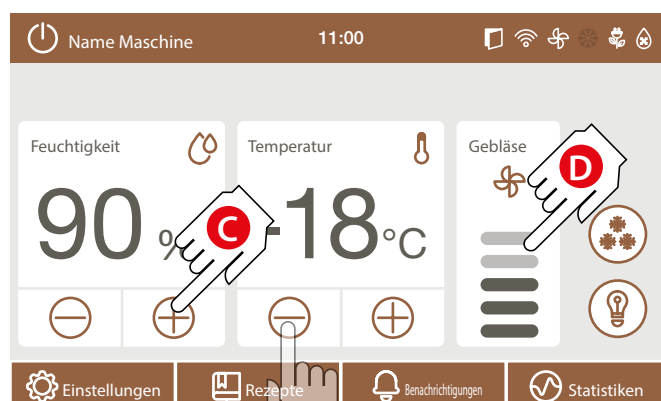 Name Maschine 11:00
Feuchtigkeit Temperatur Gebläse
D
C
90 % -18°C
Einstellungen Rezepte Benachrichtigungen Statistiken